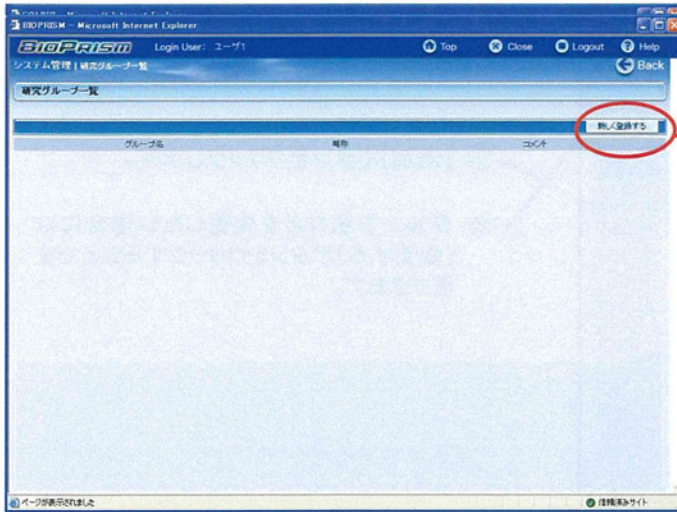 BIOPRISM - Microsoft Internet Explorer
BIOPRISM Login User: ユーザ1 Top Close Logout Help
システム管理 | 研究グループ一覧 Back
研究グループ一覧
新しく登録する
グループ名 略称 コメント
ページが表示されました 信頼済みサイト